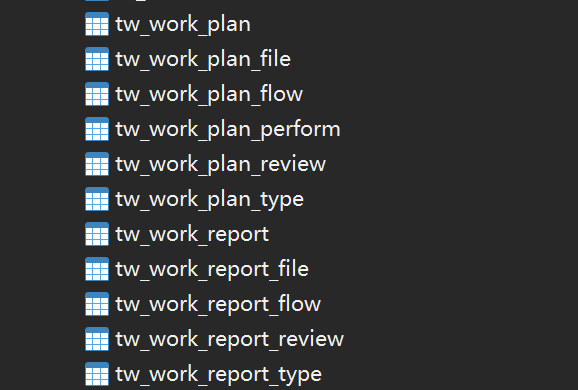 tw_work_plan
tw_work_plan_file
tw_work_plan_flow
tw_work_plan_perform
tw_work_plan_review
tw_work_plan_type
tw_work_report
tw_work_report_file
tw_work_report_flow
tw_work_report_review
tw_work_report_type